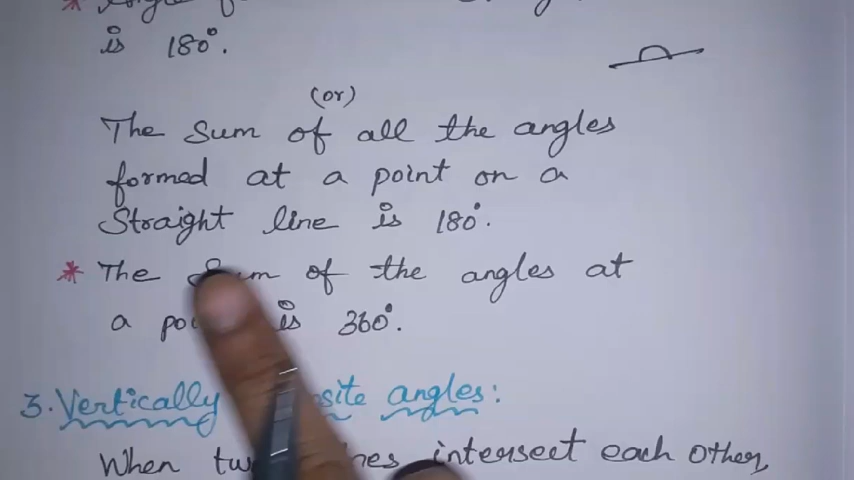 is 180°.
(or)
The Sum of all the angles
formed at a point on a
Straight line is 180°.
* The Sum of the angles at
a is 360°.
3. Vertically angles:
When intersect each other,